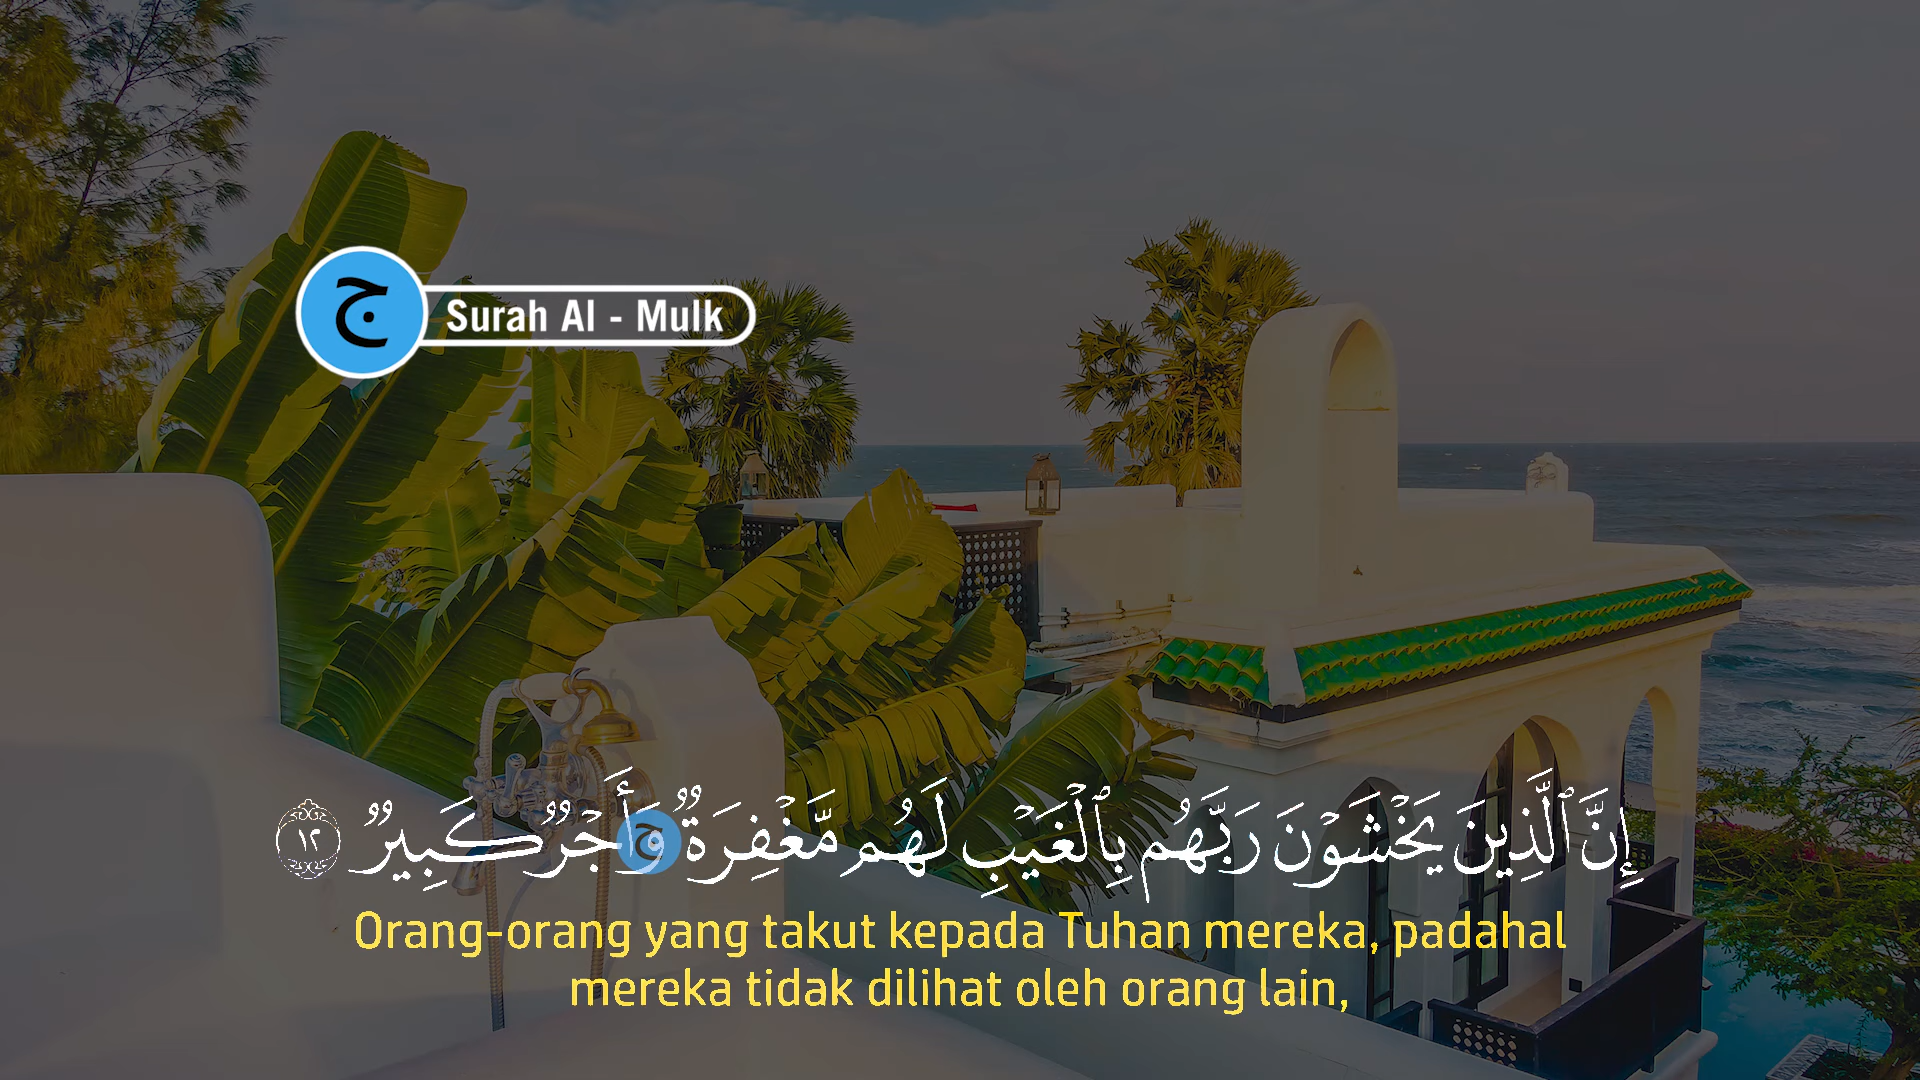 ج
Surah Al - Mulk
إِنَّ ٱلَّذِينَ يَخْشَوْنَ رَبَّهُم بِٱلْغَيْبِ لَهُم مَّغْفِرَةٌ وَأَجْرٌ كَبِيرٌ ١٢
ج
Orang-orang yang takut kepada Tuhan mereka, padahal
mereka tidak dilihat oleh orang lain,